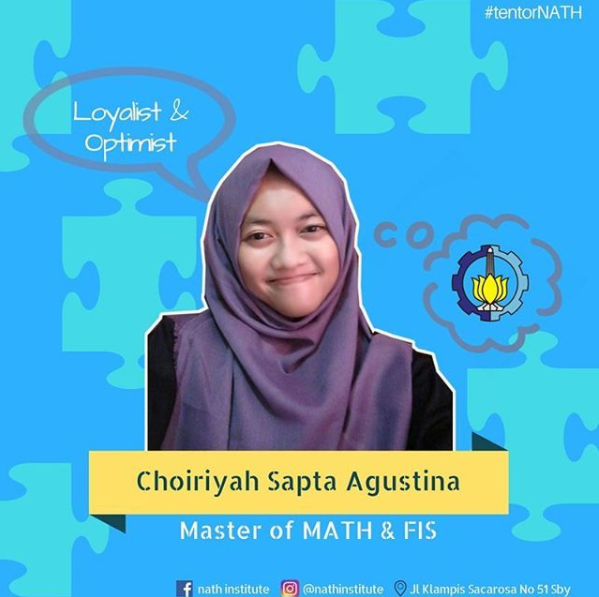 #tentorNATH
Loyalist &
Optimist
Choiriyah Sapta Agustina
Master of MATH & FIS
nath institute @nathinstitute Jl Klampis Sacarosa No 51 Sby